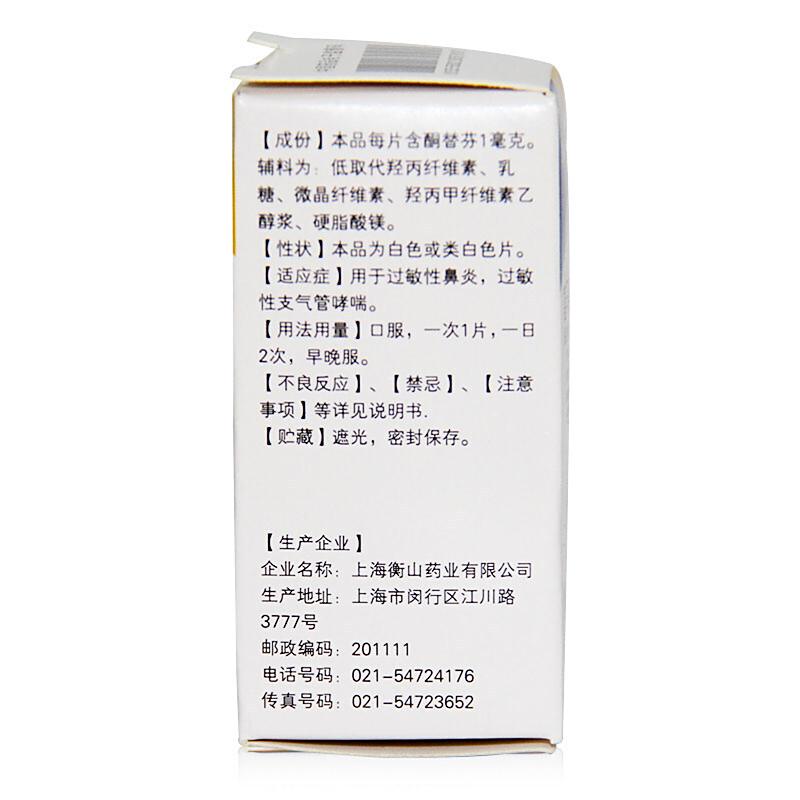 【成份】本品每片含酮替芬1毫克。
辅料为：低取代羟丙纤维素、乳
糖、微晶纤维素、羟丙甲纤维素乙
醇浆、硬脂酸镁。
【性状】本品为白色或类白色片。
【适应症】用于过敏性鼻炎，过敏
性支气管哮喘。
【用法用量】口服，一次1片，一日
2次，早晚服。
【不良反应】、【禁忌】、【注意
事项】等详见说明书.
【贮藏】遮光，密封保存。
【生产企业】
企业名称：上海衡山药业有限公司
生产地址：上海市闵行区江川路
3777号
邮政编码：201111
电话号码：021-54724176
传真号码：021-54723652